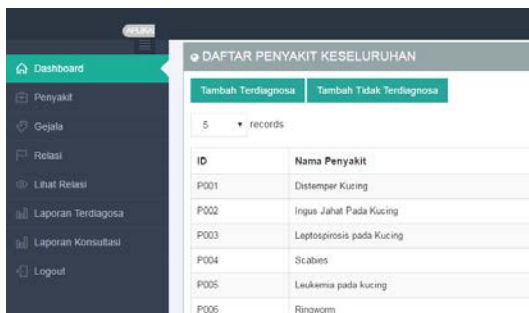 APLIKA
DAFTAR PENYAKIT KESELURUHAN
Dashboard
Penyakit
Gejala
Relasi
Lihat Relasi
Laporan Terdiagosa
Laporan Konsultasi
Logout
Tambah Terdiagnosa
Tambah Tidak Terdiagnosa
5 records
ID Nama Penyakit
P001 Distemper Kucing
P002 Ingus Jahat Pada Kucing
P003 Leptospirosis pada Kucing
P004 Scabies
P005 Leukemia pada kucing
P006 Ringworm